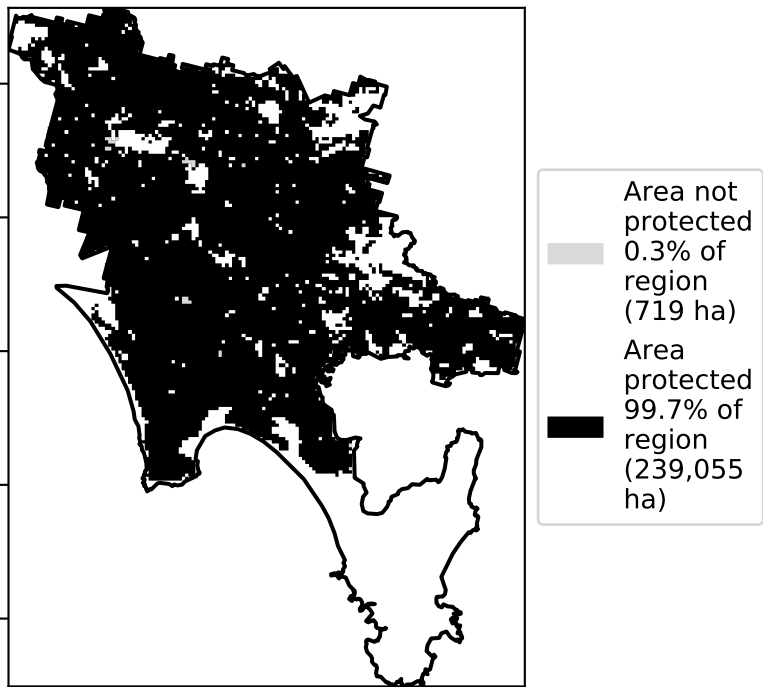 Area not
protected
0.3% of
region
(719 ha)
Area
protected
99.7% of
region
(239,055
ha)